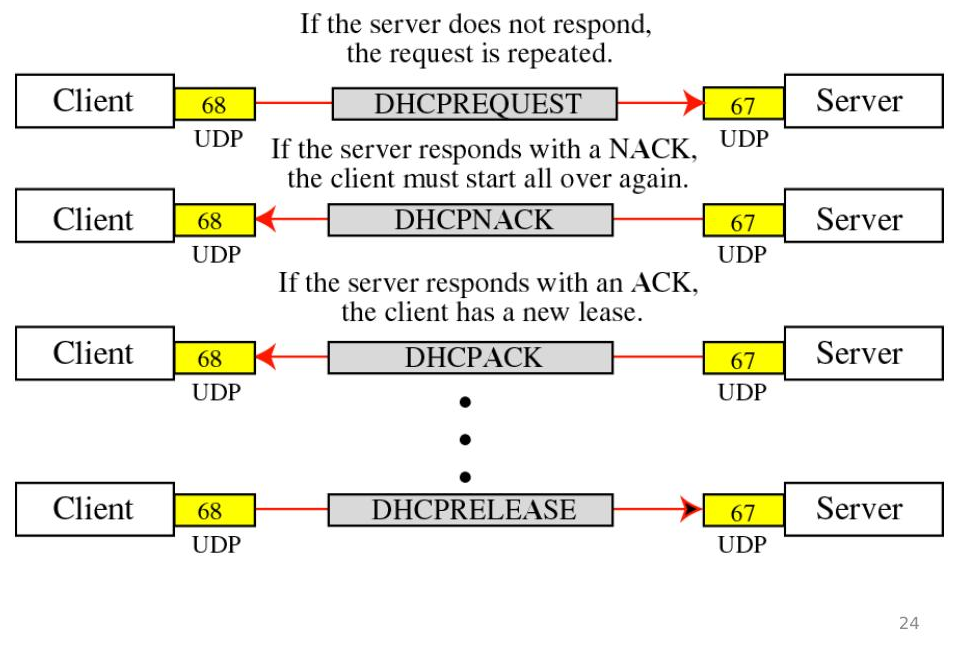 If the server does not respond,
the request is repeated.
Client 68 DHCPREQUEST 67 Server
UDP UDP
If the server responds with a NACK,
the client must start all over again.
Client 68 DHCPNACK 67 Server
UDP UDP
If the server responds with an ACK,
the client has a new lease.
Client 68 DHCPACK 67 Server
UDP UDP
Client 68 DHCPRELEASE 67 Server
UDP UDP
24